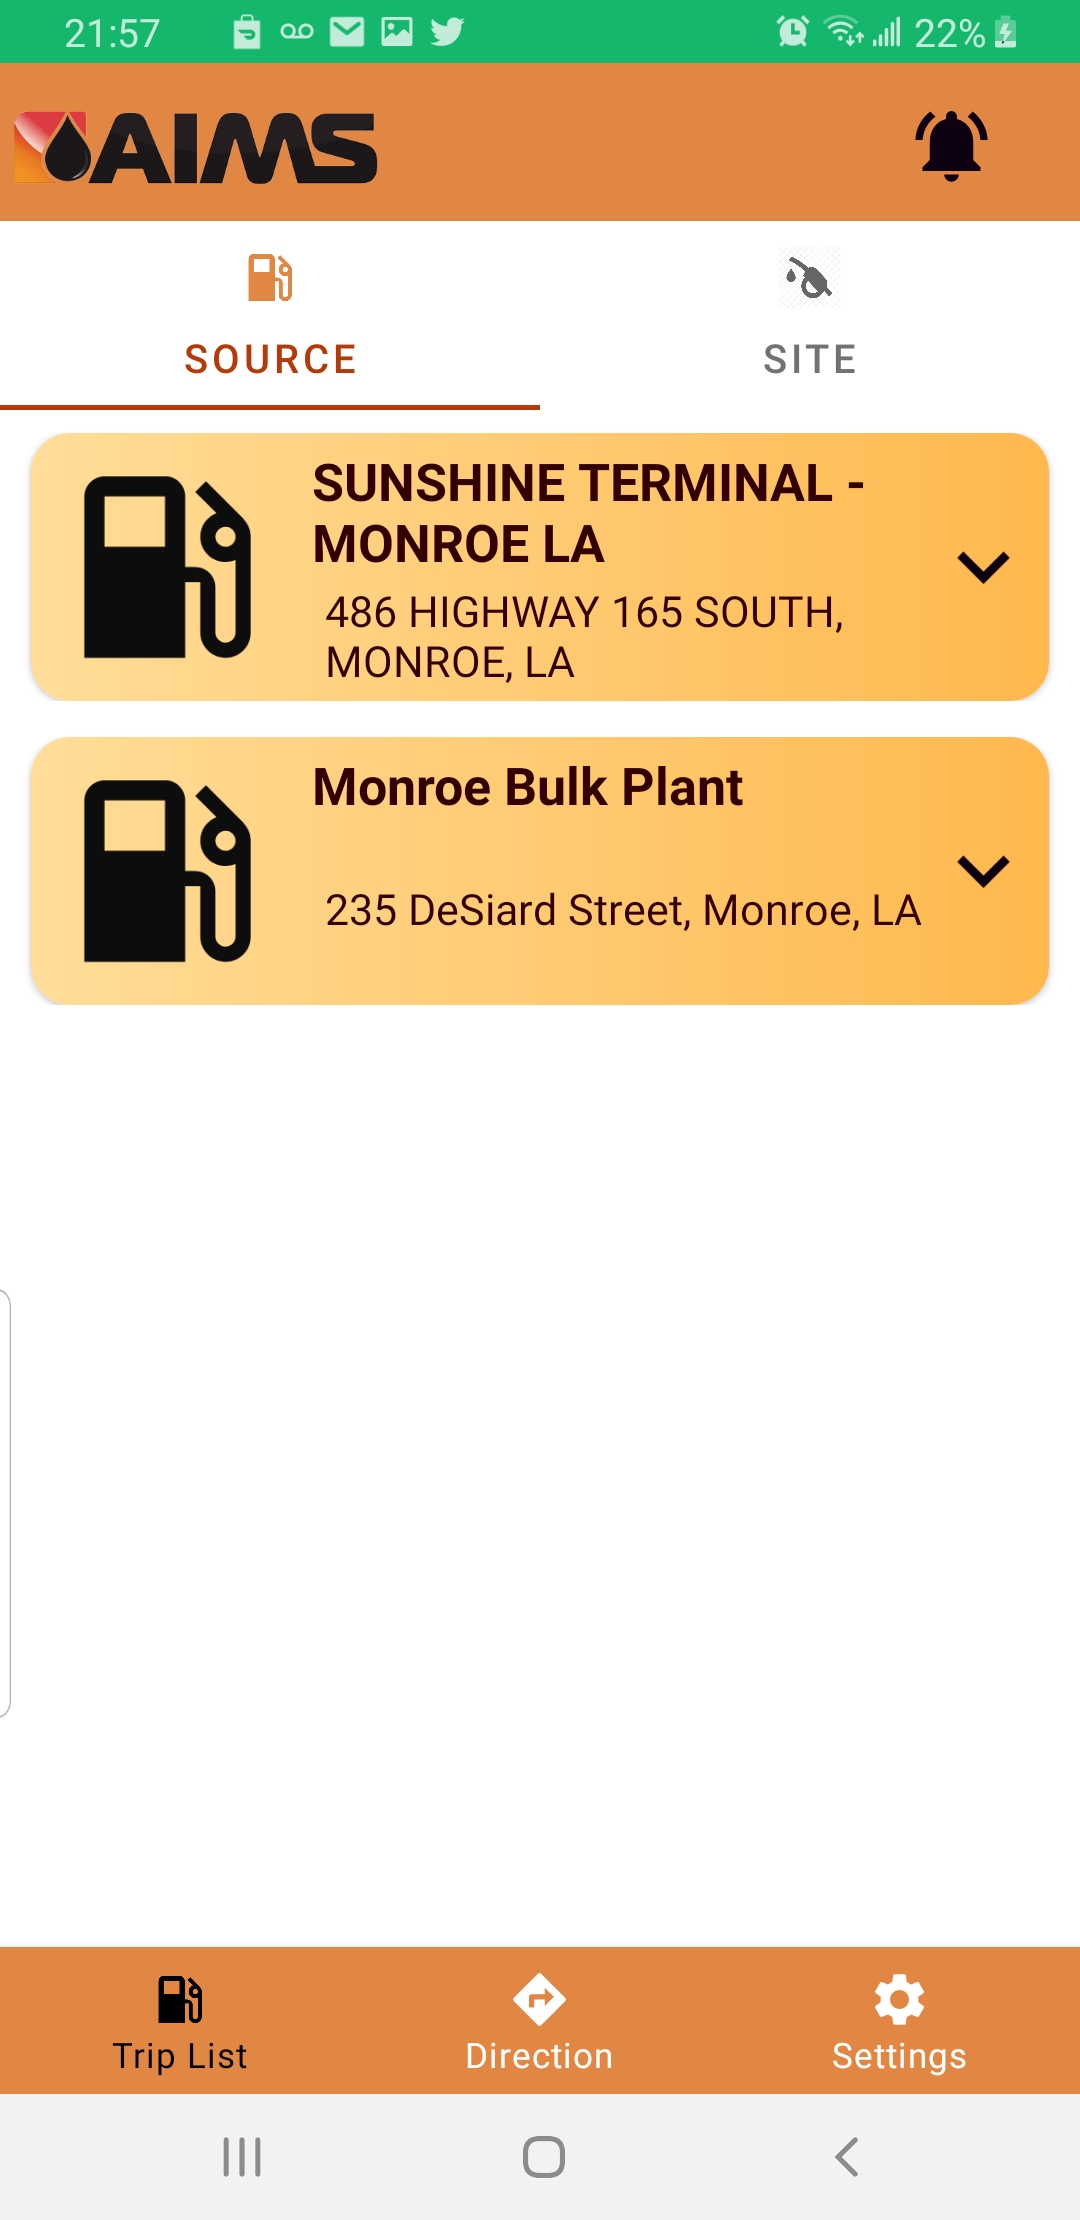 21:57
22%
AIMS
SOURCE
SITE
SUNSHINE TERMINAL -
MONROE LA
486 HIGHWAY 165 SOUTH,
MONROE, LA
Monroe Bulk Plant
235 DeSiard Street, Monroe, LA
Trip List
Direction
Settings